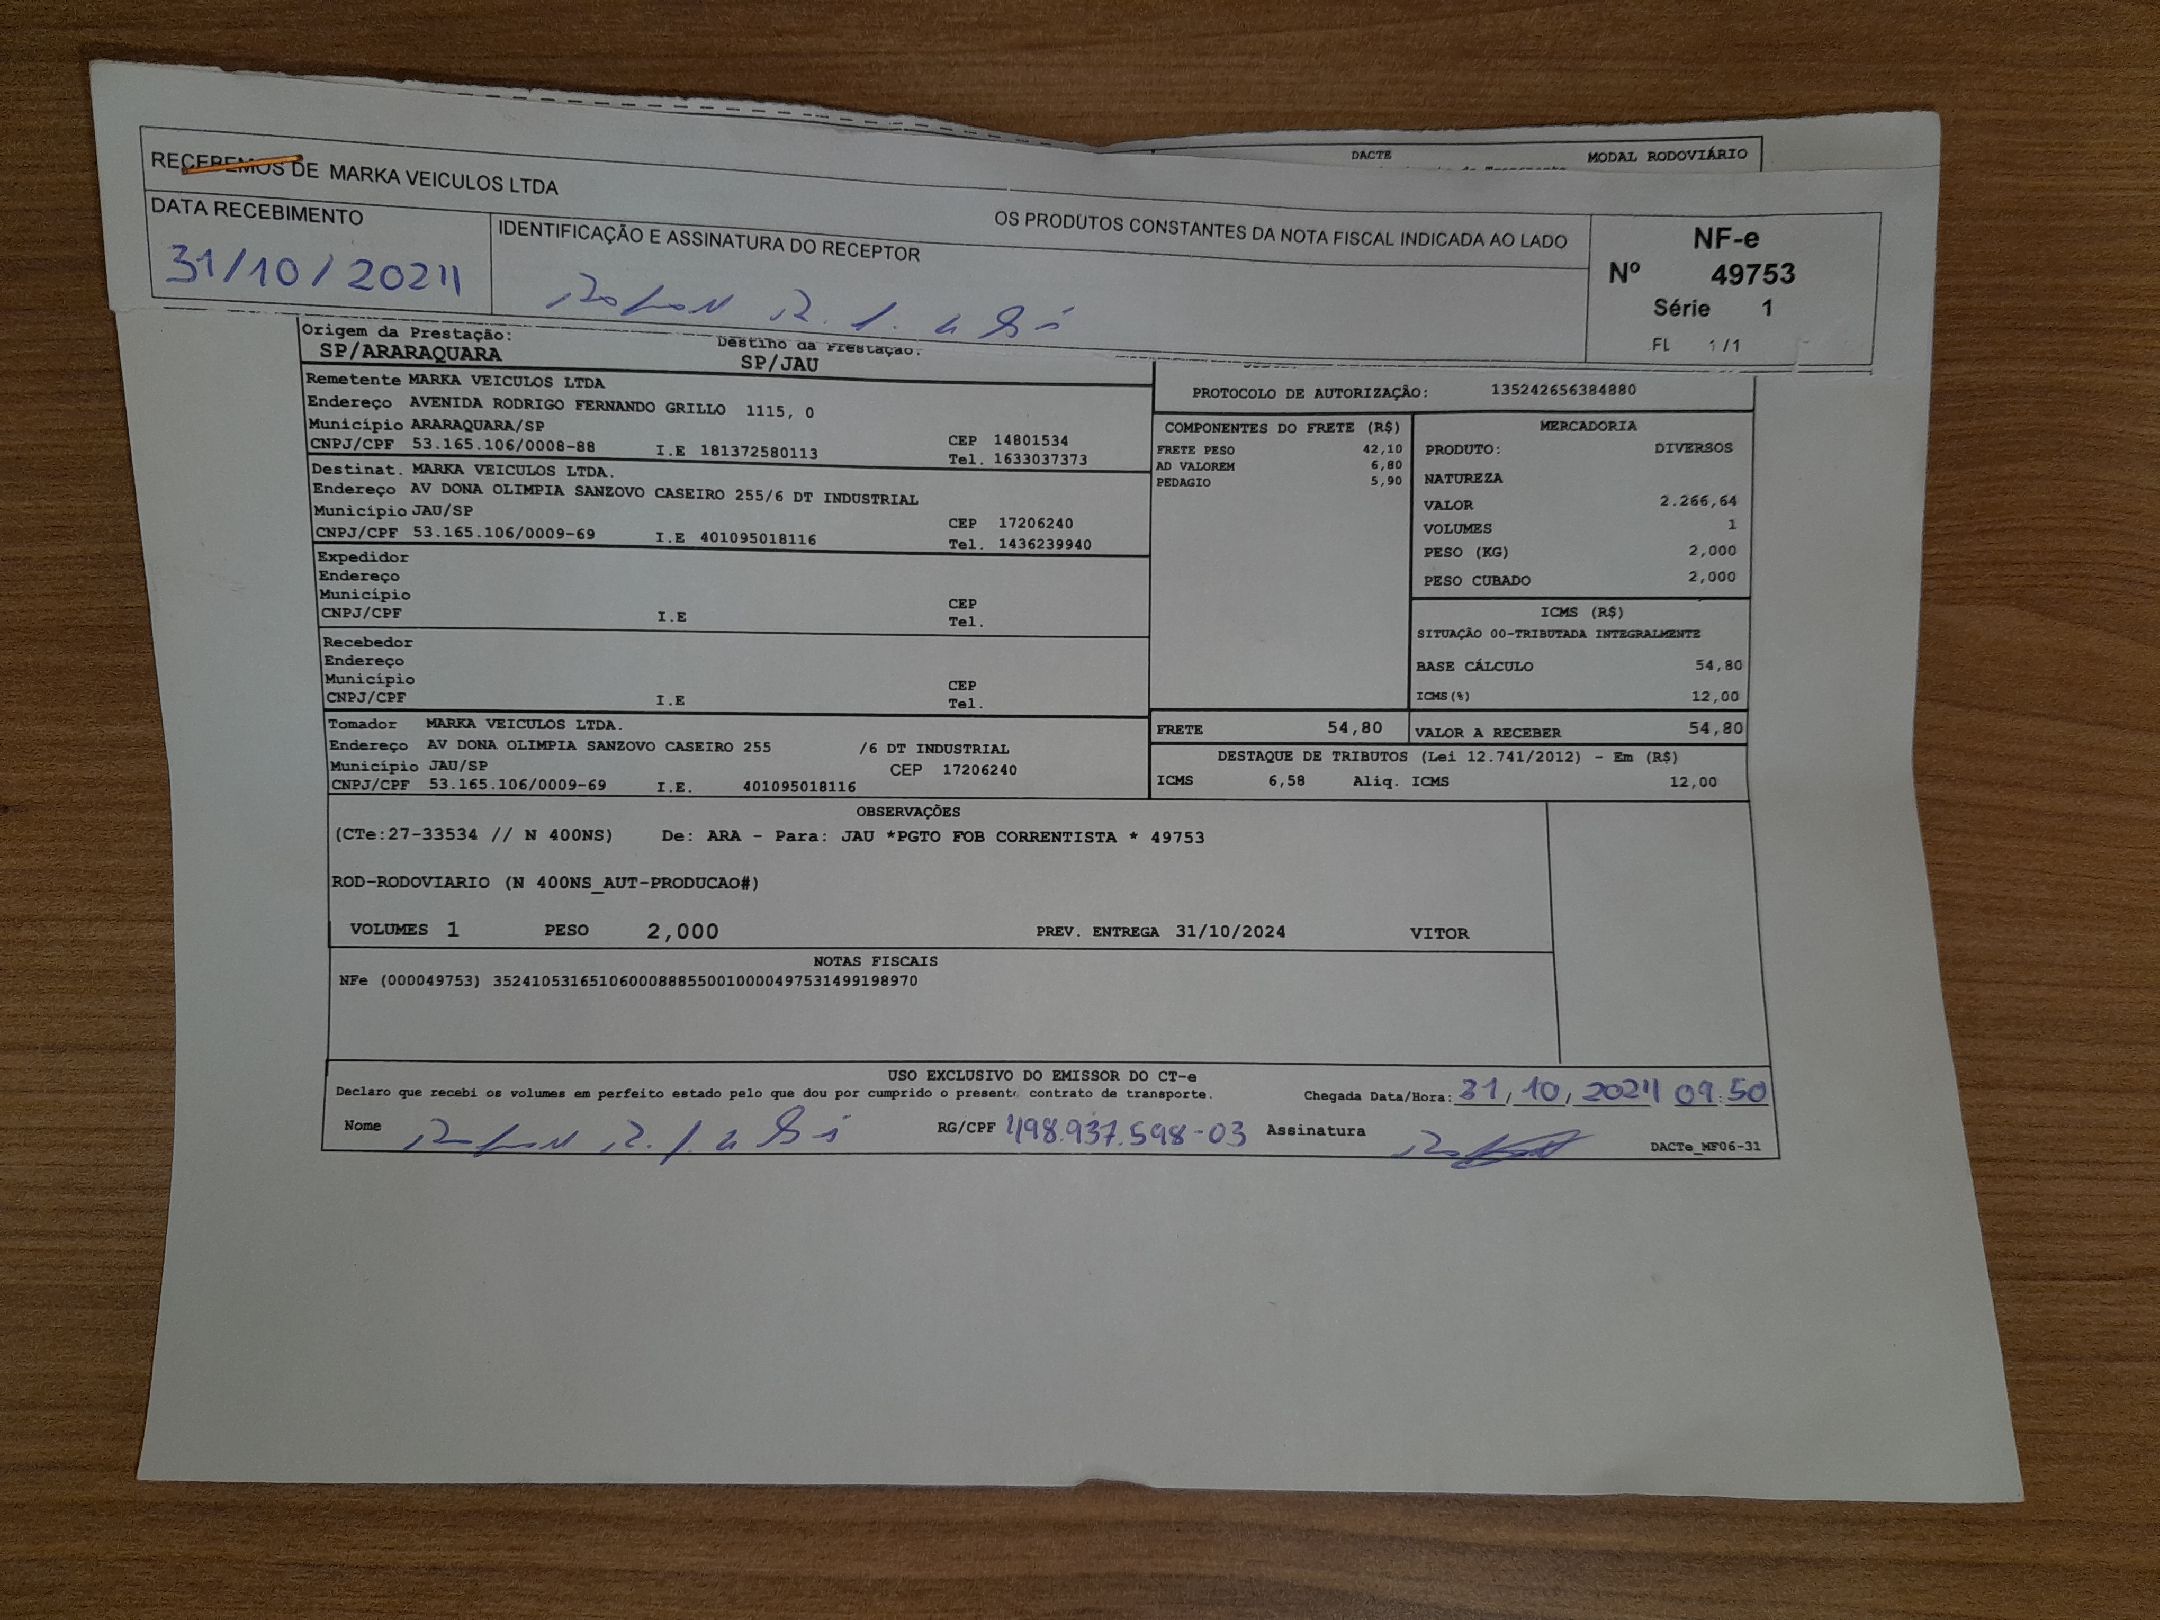 DACTE MODAL RODOVIÁRIO
RECEBEMOS DE MARKA VEICULOS LTDA
OS PRODUTOS CONSTANTES DA NOTA FISCAL INDICADA AO LADO
DATA RECEBIMENTO
31/10/2024
IDENTIFICAÇÃO E ASSINATURA DO RECEPTOR
NF-e
Nº 49753
Série 1
FL 1/1
Origem da Prestação:
SP/ARARAQUARA
Destino da Prestação:
SP/JAU
Remetente MARKA VEICULOS LTDA
Endereço AVENIDA RODRIGO FERNANDO GRILLO 1115, 0
Município ARARAQUARA/SP
CEP 14801534
CNPJ/CPF 53.165.106/0008-88 I.E 181372580113 Tel. 1633037373
Destinat. MARKA VEICULOS LTDA.
Endereço AV DONA OLIMPIA SANZOVO CASEIRO 255/6 DT INDUSTRIAL
Município JAU/SP CEP 17206240
CNPJ/CPF 53.165.106/0009-69 I.E 401095018116 Tel. 1436239940
Expedidor
Endereço
Município CEP
CNPJ/CPF I.E Tel.
Recebedor
Endereço
Município CEP
CNPJ/CPF I.E Tel.
Tomador MARKA VEICULOS LTDA.
Endereço AV DONA OLIMPIA SANZOVO CASEIRO 255 /6 DT INDUSTRIAL
Município JAU/SP CEP 17206240
CNPJ/CPF 53.165.106/0009-69 I.E. 401095018116
PROTOCOLO DE AUTORIZAÇÃO: 135242656384880
COMPONENTES DO FRETE (R$)
FRETE PESO 42,10
AD VALOREM 6,80
PEDAGIO 5,90
MERCADORIA
PRODUTO: DIVERSOS
NATUREZA
VALOR 2.266,64
VOLUMES 1
PESO (KG) 2,000
PESO CUBADO 2,000
ICMS (R$)
SITUAÇÃO 00-TRIBUTADA INTEGRALMENTE
BASE CÁLCULO 54,80
ICMS(%) 12,00
FRETE 54,80 VALOR A RECEBER 54,80
DESTAQUE DE TRIBUTOS (Lei 12.741/2012) - Em (R$)
ICMS 6,58 Aliq. ICMS 12,00
OBSERVAÇÕES
(CTe:27-33534 // N 400NS) De: ARA - Para: JAU *PGTO FOB CORRENTISTA * 49753
ROD-RODOVIARIO (N 400NS_AUT-PRODUCAO#)
VOLUMES 1 PESO 2,000 PREV. ENTREGA 31/10/2024 VITOR
NOTAS FISCAIS
NFe (000049753) 35241053165106000888550010000497531499198970
USO EXCLUSIVO DO EMISSOR DO CT-e
Declaro que recebi os volumes em perfeito estado pelo que dou por cumprido o presente contrato de transporte. Chegada Data/Hora: 31/10/2024 09:50
Nome RG/CPF 498.937.598-03 Assinatura DACTe_MF06-31